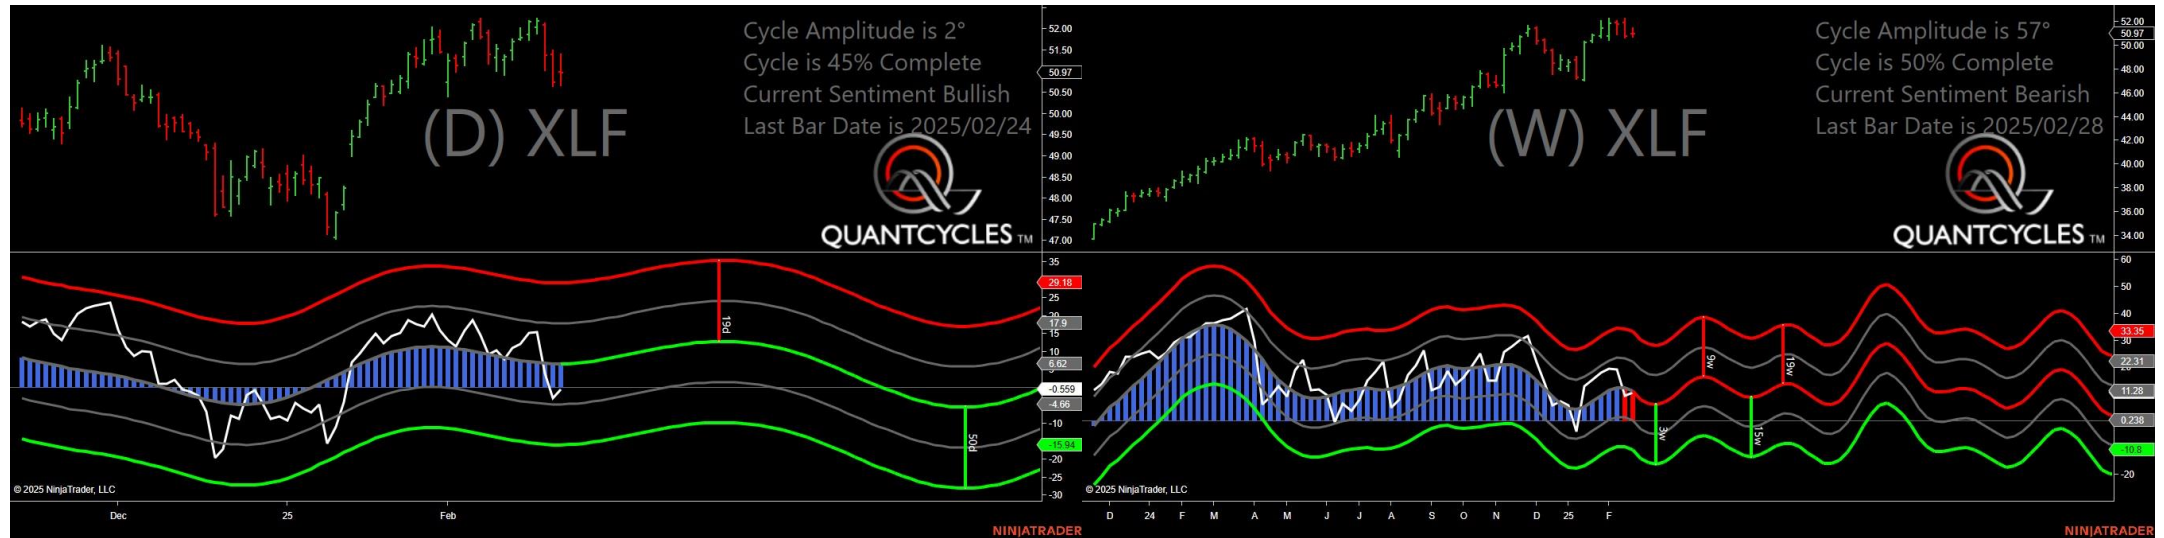 Cycle Amplitude is 2°
Cycle is 45% Complete
Current Sentiment Bullish
Last Bar Date is 2025/02/24
(D) XLF
QUANTCYCLES TM
52.00
51.50
50.97
50.50
50.00
49.50
49.00
48.50
48.00
47.50
47.00
35
29.18
25
20
17.9
15
10
6.62
5
-0.559
-4.66
-10
-15.94
-20
-25
-30
19d
50d
© 2025 NinjaTrader, LLC
Dec 25 Feb
NINJATRADER
Cycle Amplitude is 57°
Cycle is 50% Complete
Current Sentiment Bearish
Last Bar Date is 2025/02/28
(W) XLF
QUANTCYCLES TM
52.00
50.97
50.00
48.00
46.00
44.00
42.00
40.00
38.00
36.00
34.00
60
50
40
33.35
30
22.31
20
11.28
0.238
-10.8
-20
9w
19w
3w
15w
© 2025 NinjaTrader, LLC
D 24 F M A M J J A S O N D 25 F
NINJATRADER